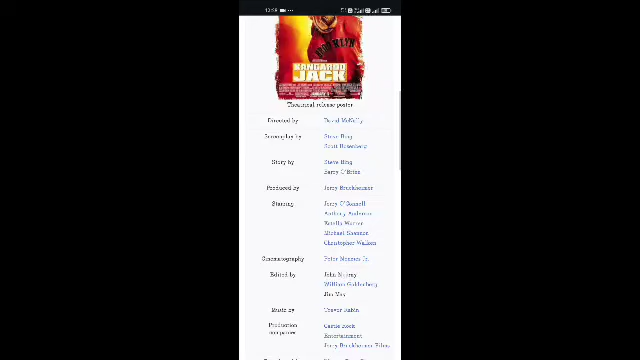 BROOKLYN
KANGAROO
JACK
Theatrical release poster
Directed by David McNally
Screenplay by Steve Bing
Scott Rosenberg
Story by Steve Bing
Barry O'Brien
Produced by Jerry Bruckheimer
Starring Jerry O'Connell
Anthony Anderson
Estella Warren
Michael Shannon
Christopher Walken
Cinematography Peter Menzies Jr.
Edited by John Murray
William Goldenberg
Jim May
Music by Trevor Rabin
Production
companies
Castle Rock
Entertainment
Jerry Bruckheimer Films